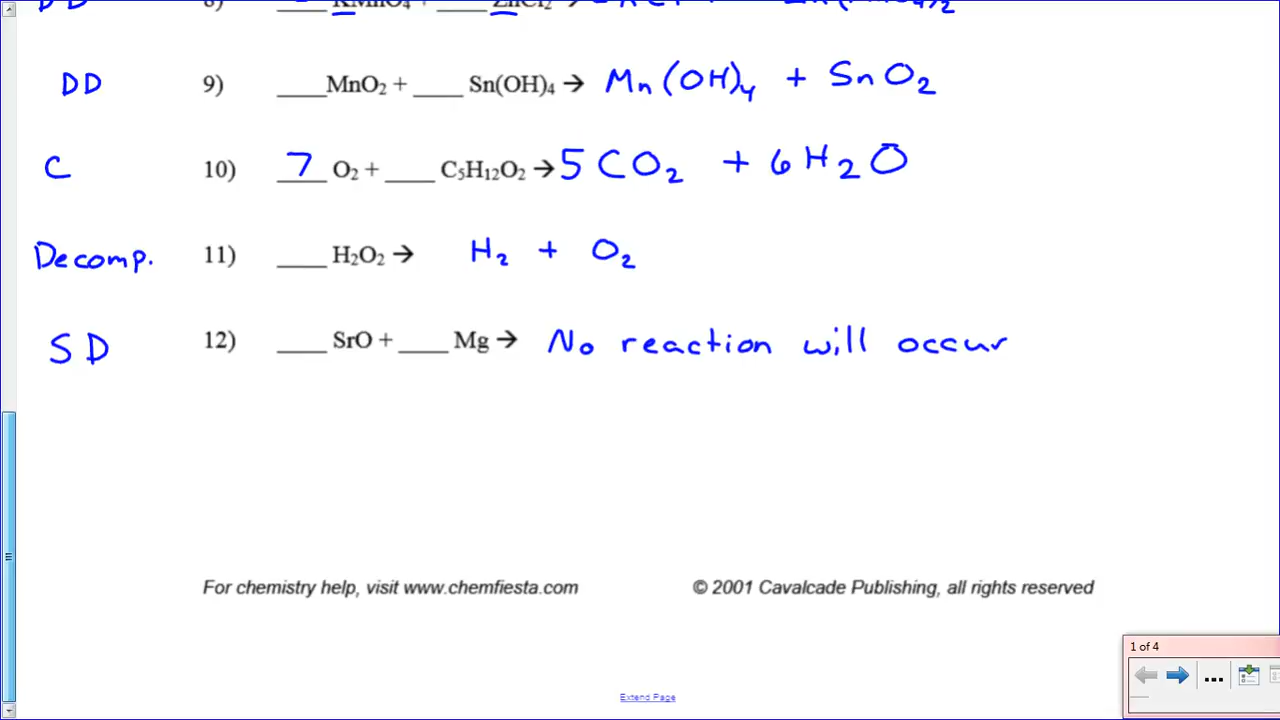 9) ____MnO₂ + ____ Sn(OH)₄ → Mn(OH)₄ + SnO₂
DD
C 10) 7 O₂ + ____ C₅H₁₂O₂ → 5 CO₂ + 6 H₂O
Decomp. 11) ____ H₂O₂ → H₂ + O₂
SD 12) ____ SrO + ____ Mg → No reaction will occur
For chemistry help, visit www.chemfiesta.com © 2001 Cavalcade Publishing, all rights reserved
1 of 4
...
Extend Page